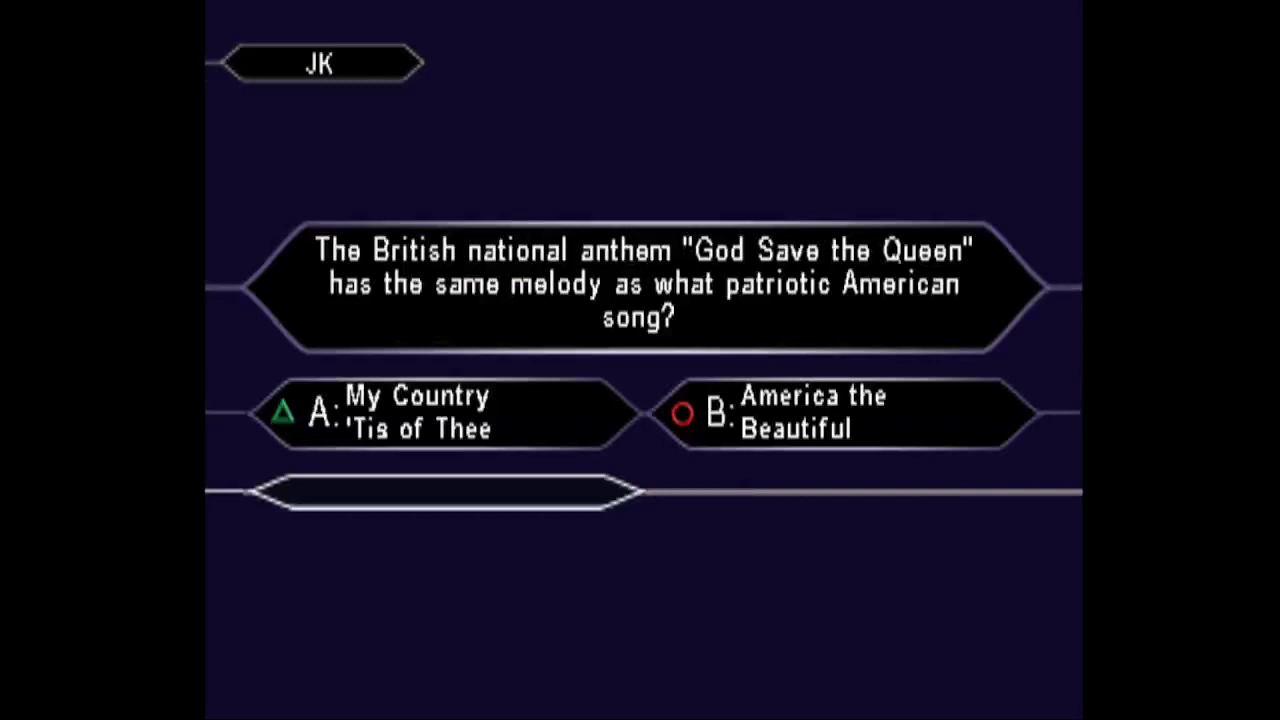 JK
The British national anthem "God Save the Queen"
has the same melody as what patriotic American
song?
A: My Country
'Tis of Thee
B: America the
Beautiful